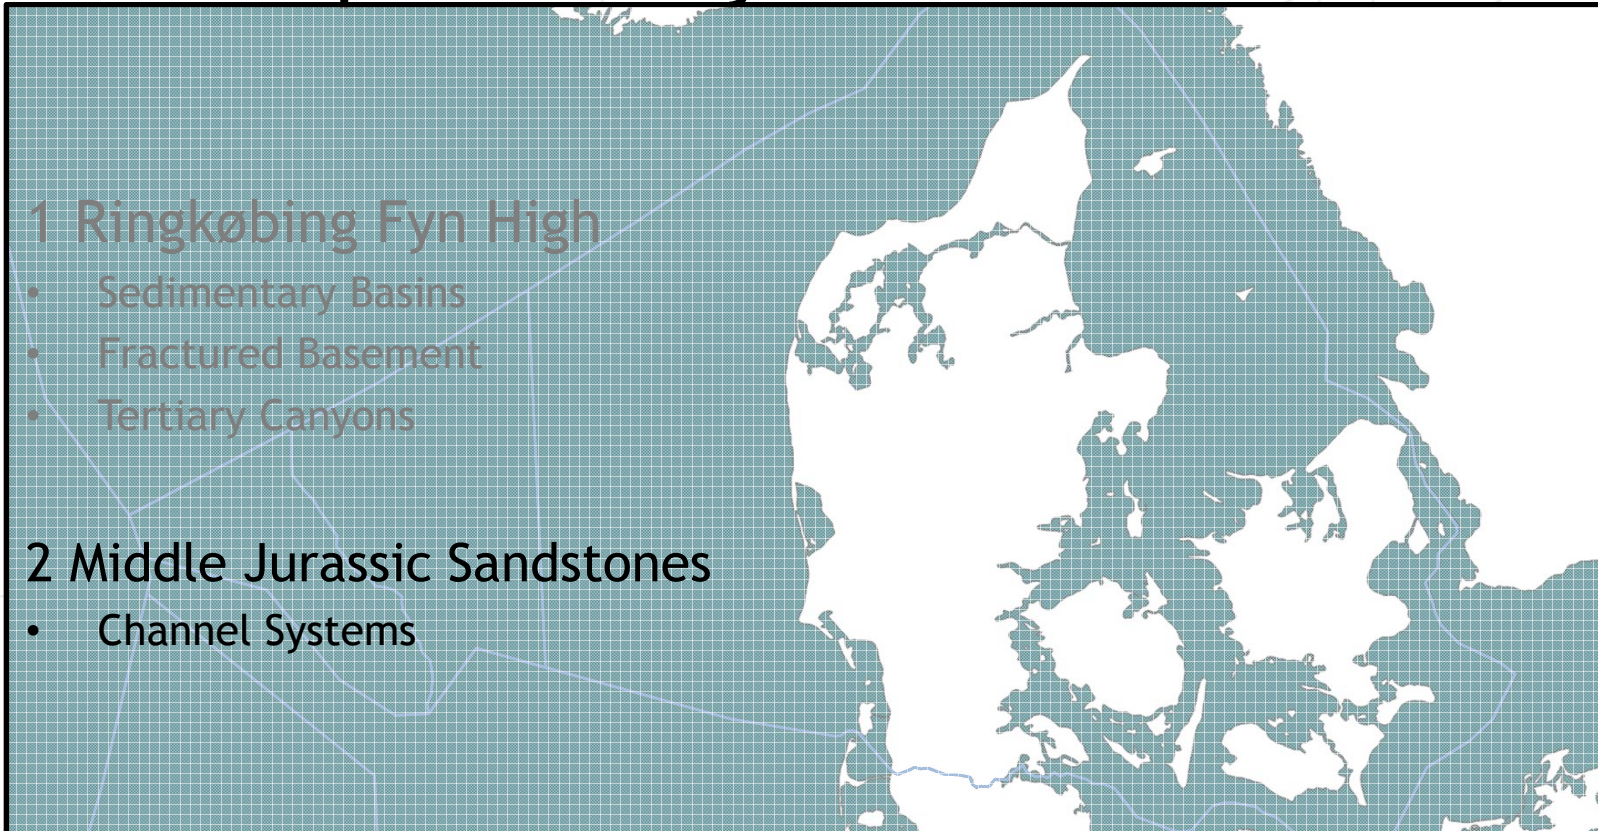 1 Ringkøbing Fyn High
• Sedimentary Basins
• Fractured Basement
• Tertiary Canyons
2 Middle Jurassic Sandstones
• Channel Systems